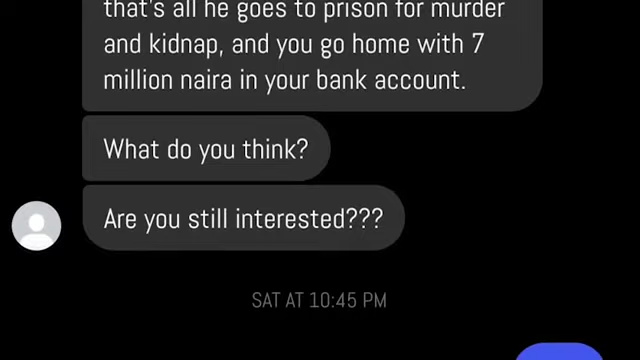 that's all he goes to prison for murder
and kidnap, and you go home with 7
million naira in your bank account.
What do you think?
Are you still interested???
SAT AT 10:45 PM